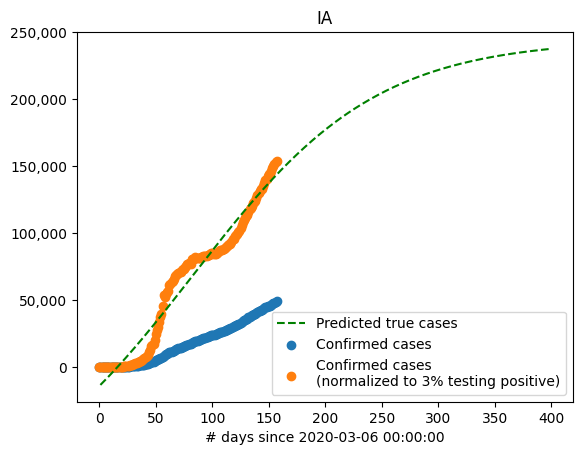 IA
250,000
200,000
150,000
100,000
50,000
0
Predicted true cases
Confirmed cases
Confirmed cases
(normalized to 3% testing positive)
0 50 100 150 200 250 300 350 400
# days since 2020-03-06 00:00:00